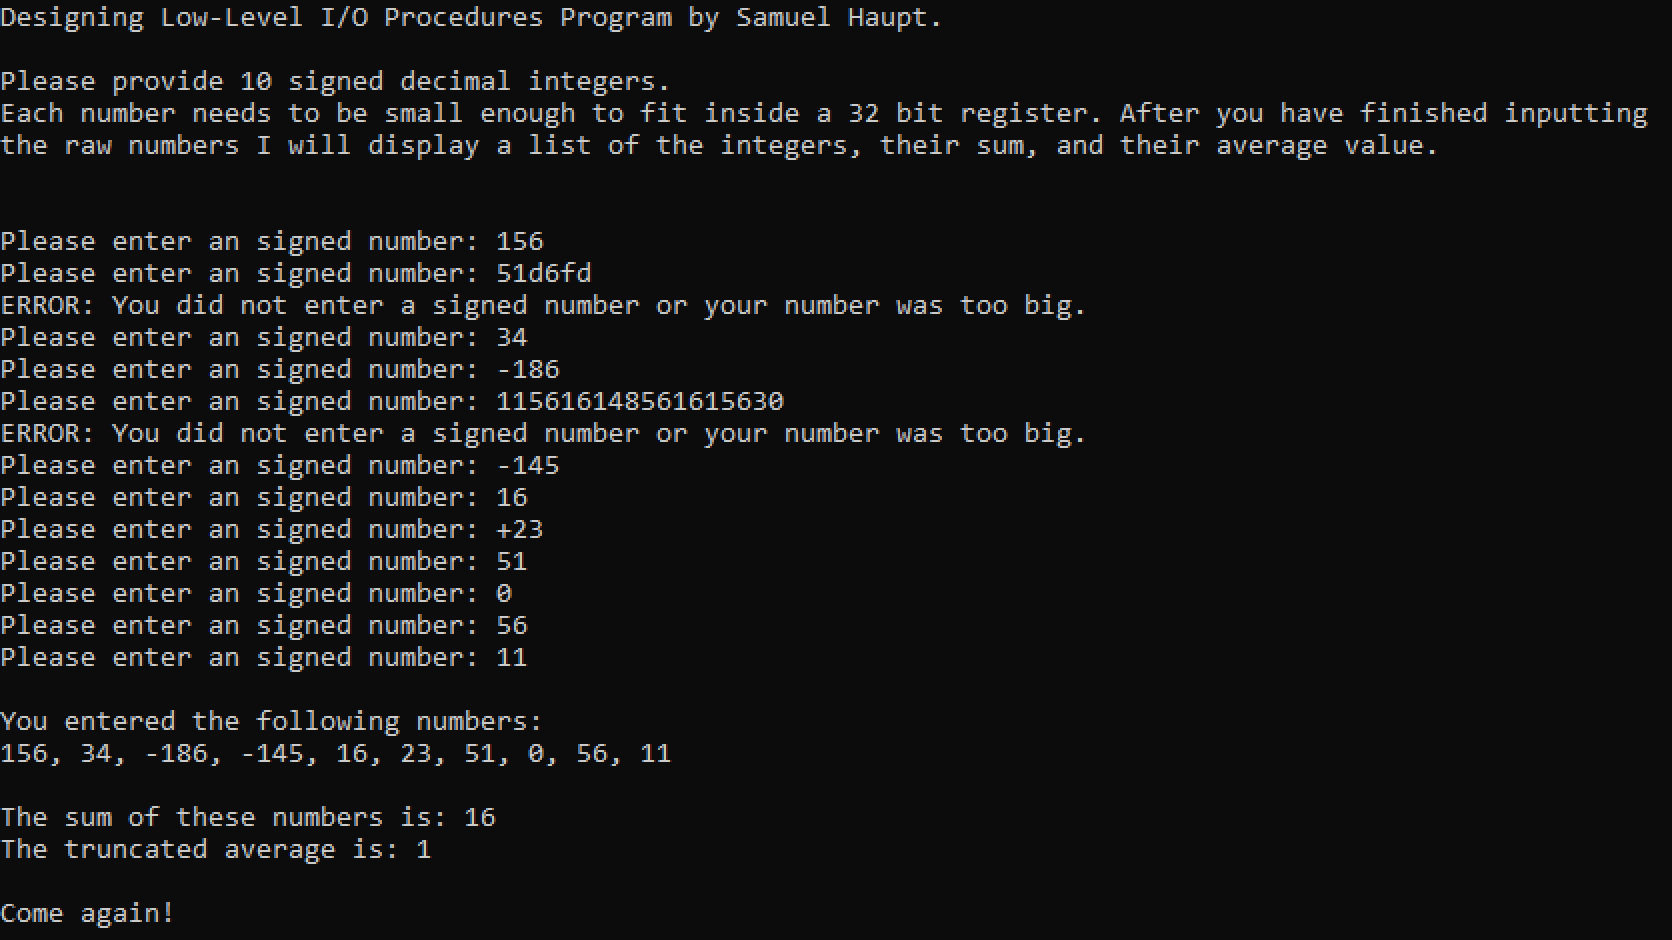 Designing Low-Level I/O Procedures Program by Samuel Haupt.
Please provide 10 signed decimal integers.
Each number needs to be small enough to fit inside a 32 bit register. After you have finished inputting
the raw numbers I will display a list of the integers, their sum, and their average value.
Please enter an signed number: 156
Please enter an signed number: 51d6fd
ERROR: You did not enter a signed number or your number was too big.
Please enter an signed number: 34
Please enter an signed number: -186
Please enter an signed number: 115616148561615630
ERROR: You did not enter a signed number or your number was too big.
Please enter an signed number: -145
Please enter an signed number: 16
Please enter an signed number: +23
Please enter an signed number: 51
Please enter an signed number: 0
Please enter an signed number: 56
Please enter an signed number: 11
You entered the following numbers:
156, 34, -186, -145, 16, 23, 51, 0, 56, 11
The sum of these numbers is: 16
The truncated average is: 1
Come again!